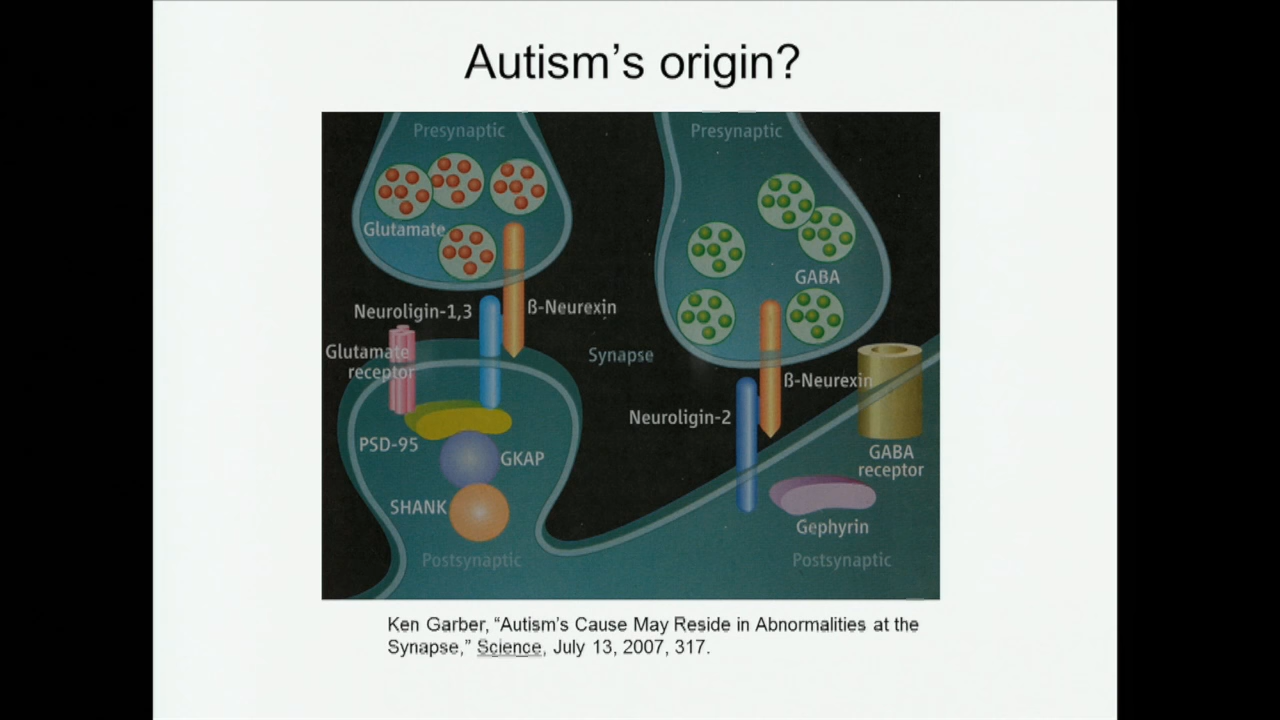 Autism's origin?
Presynaptic
Presynaptic
Glutamate
GABA
Neuroligin-1,3
ß-Neurexin
Glutamate
receptor
Synapse
ß-Neurexin
Neuroligin-2
PSD-95
GKAP
GABA
receptor
SHANK
Gephyrin
Postsynaptic
Postsynaptic
Ken Garber, “Autism's Cause May Reside in Abnormalities at the
Synapse,” Science, July 13, 2007, 317.